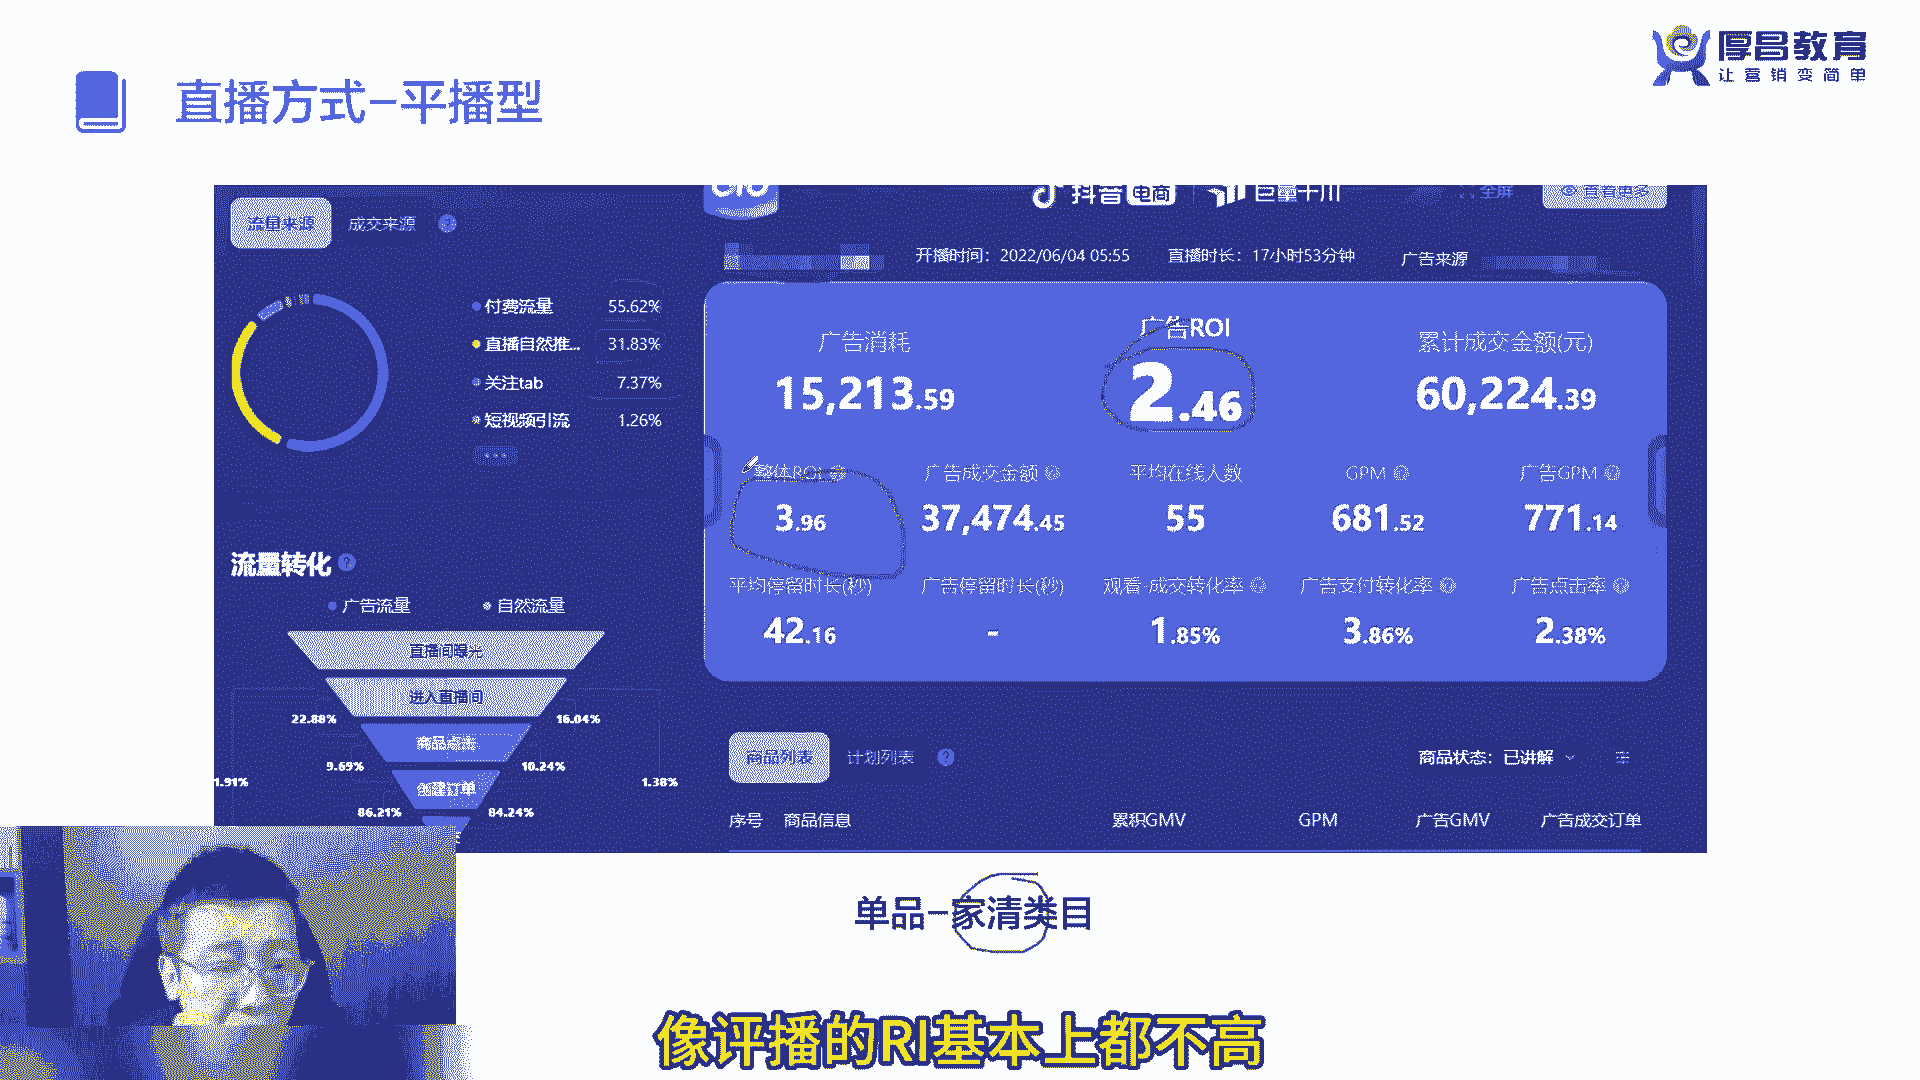 直播方式-平播型
厚昌教育
让营销变简单
抖音电商
巨量千川
全屏
查看更多
流量来源
成交来源
开播时间：2022/06/04 05:55
直播时长：17小时53分钟
广告来源
付费流量 55.62%
直播自然推... 31.83%
关注tab 7.37%
短视频引流 1.26%
广告消耗
15,213.59
广告ROI
2.46
累计成交金额(元)
60,224.39
整体ROI
3.96
广告成交金额
37,474.45
平均在线人数
55
GPM
681.52
广告GPM
771.14
平均停留时长(秒)
42.16
广告停留时长(秒)
-
观看-成交转化率
1.85%
广告支付转化率
3.86%
广告点击率
2.38%
流量转化
广告流量
自然流量
直播间曝光
进入直播间
22.88%
16.04%
商品点击
9.69%
10.24%
1.91%
1.38%
创建订单
86.21%
84.24%
商品列表
计划列表
商品状态：已讲解
序号 商品信息 累积GMV GPM 广告GMV 广告成交订单
单品-家清类目
像评播的RI基本上都不高